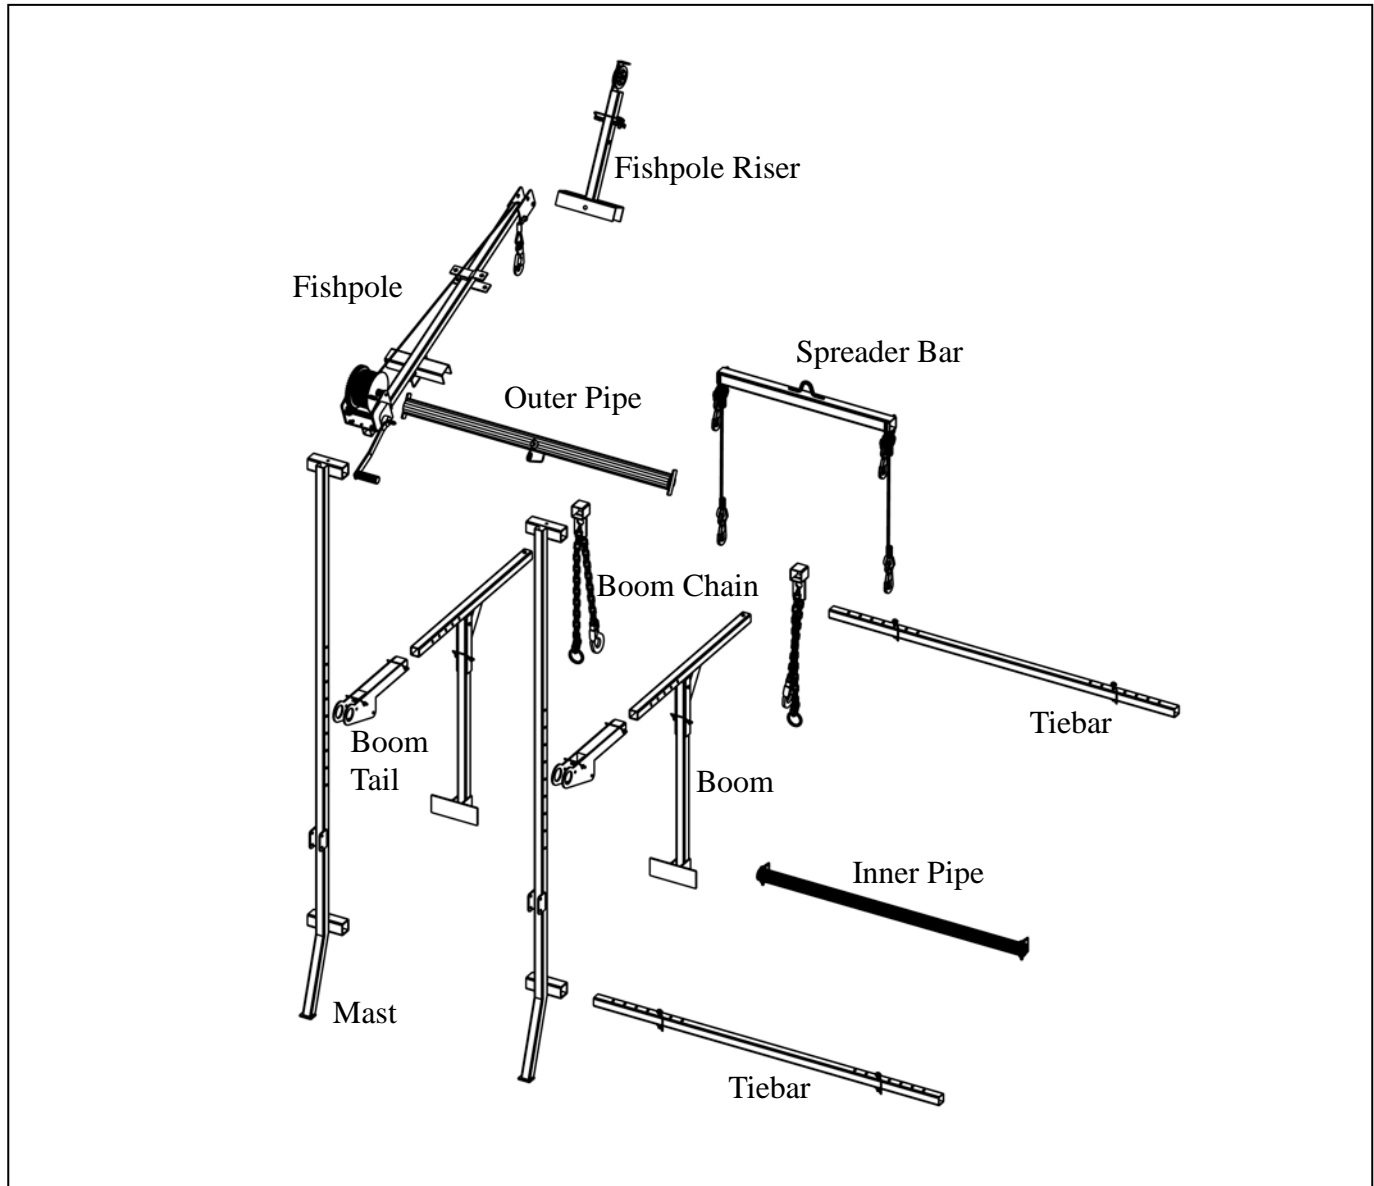 Fishpole Riser
Fishpole
Spreader Bar
Outer Pipe
Boom Chain
Tiebar
Boom
Tail
Boom
Inner Pipe
Mast
Tiebar